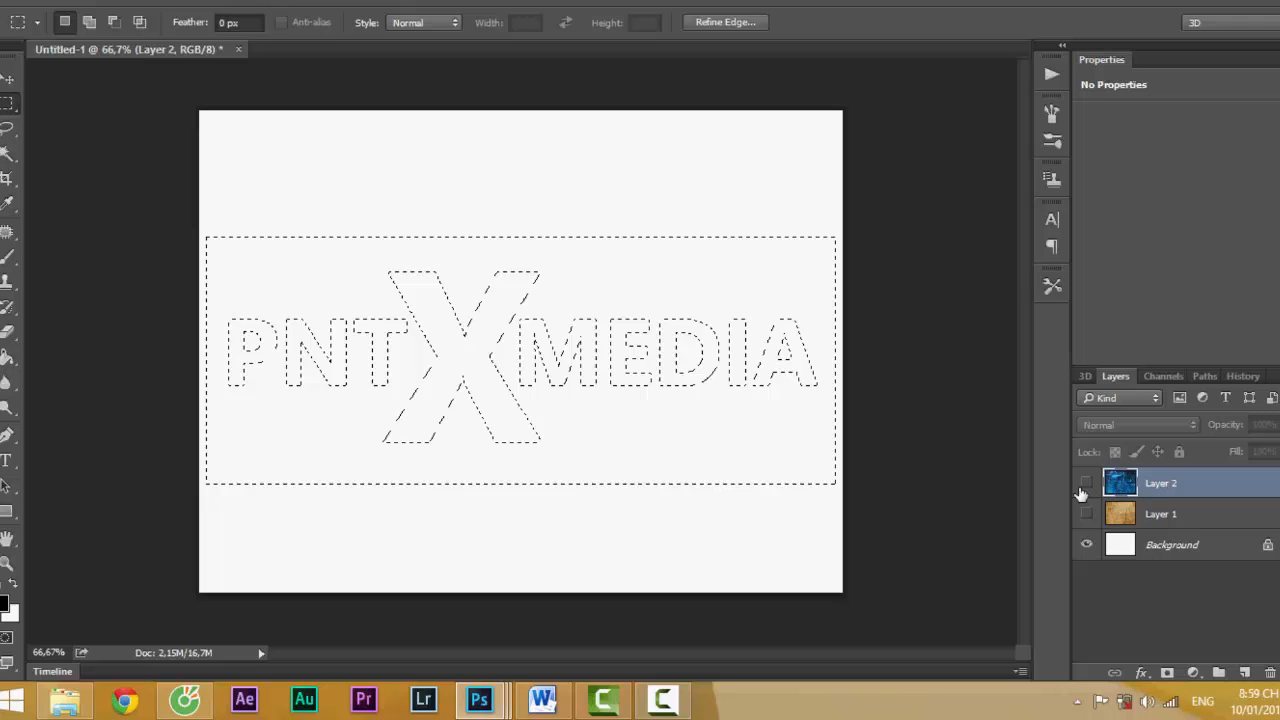 Feather: 0 px Anti-alias Style: Normal Width: Height: Refine Edge... 3D
Untitled-1 @ 66,7% (Layer 2, RGB/8) * ×
Properties
No Properties
PNTXMEDIA
3D Layers Channels Paths History
Kind
Normal Opacity: 100%
Lock: Fill: 100%
Layer 2
Layer 1
Background
66,67% Doc: 2,15M/16,7M
Timeline
Ae Au Pr Lr Ps W C C ENG 8:59 CH
10/01/201